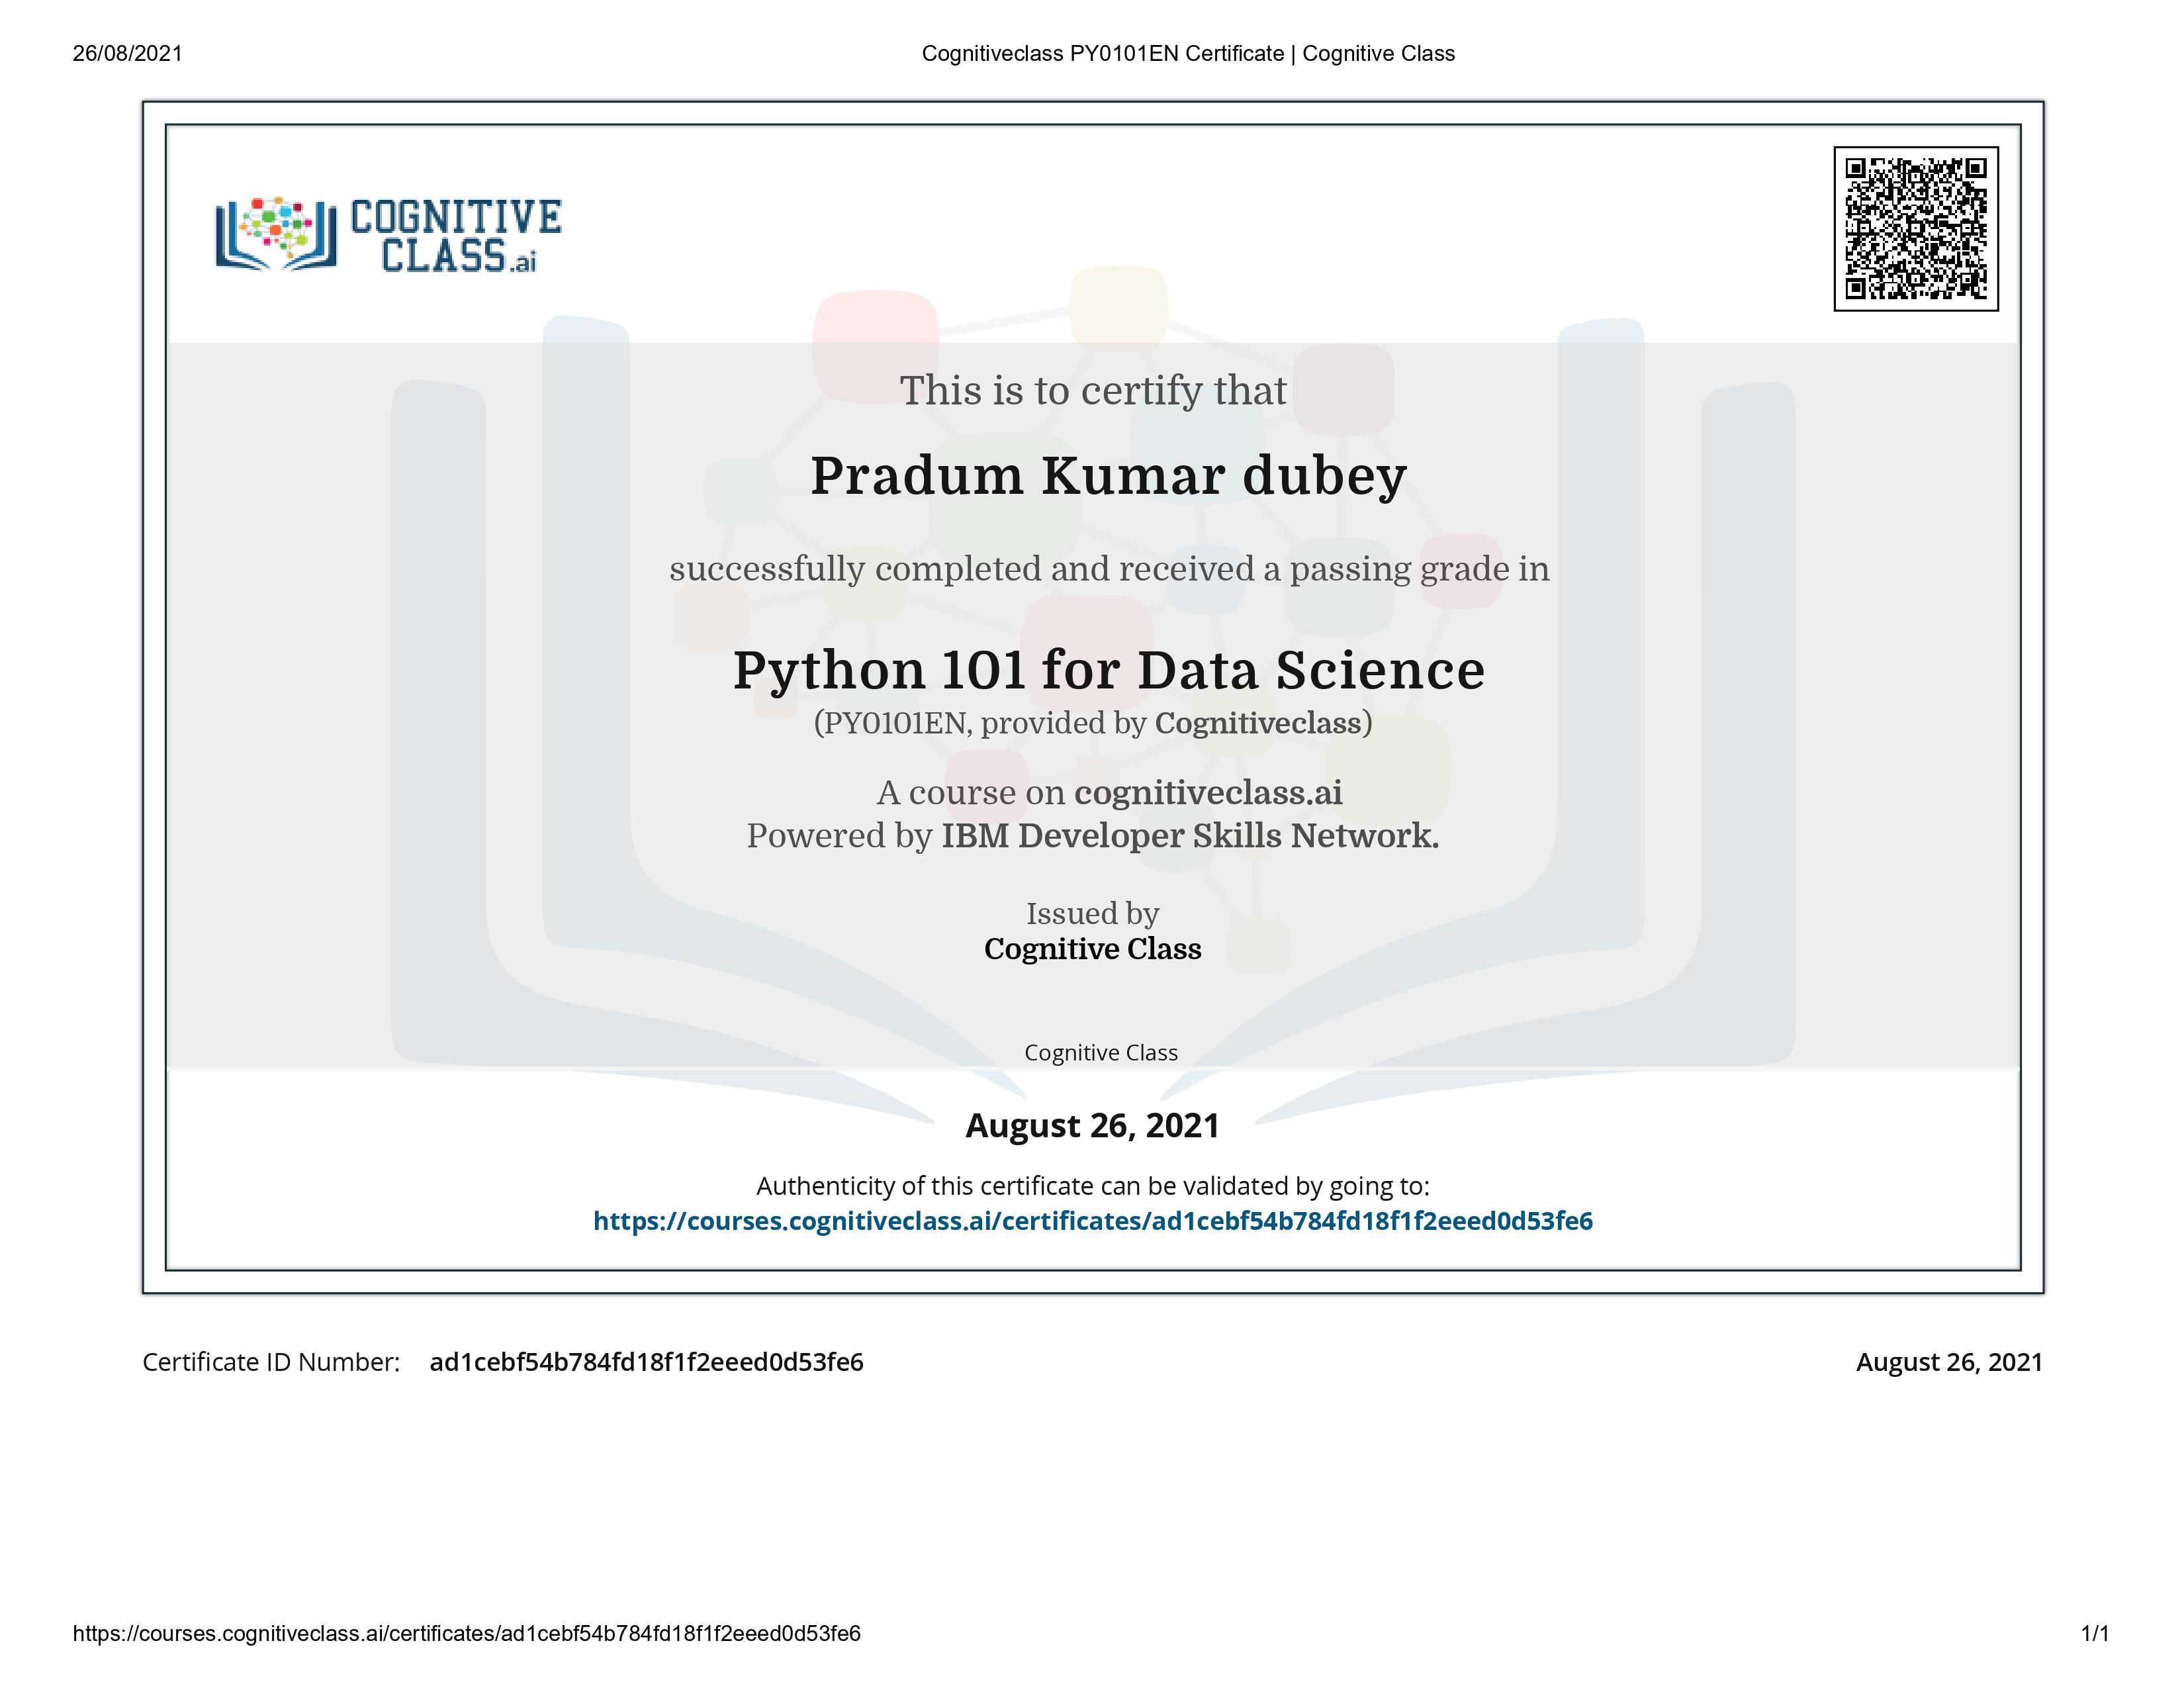 26/08/2021
Cognitiveclass PY0101EN Certificate | Cognitive Class
COGNITIVE
CLASS.ai
This is to certify that
Pradum Kumar dubey
successfully completed and received a passing grade in
Python 101 for Data Science
(PY0101EN, provided by Cognitiveclass)
A course on cognitiveclass.ai
Powered by IBM Developer Skills Network.
Issued by
Cognitive Class
Cognitive Class
August 26, 2021
Authenticity of this certificate can be validated by going to:
https://courses.cognitiveclass.ai/certificates/ad1cebf54b784fd18f1f2eeed0d53fe6
Certificate ID Number: ad1cebf54b784fd18f1f2eeed0d53fe6
August 26, 2021
https://courses.cognitiveclass.ai/certificates/ad1cebf54b784fd18f1f2eeed0d53fe6
1/1